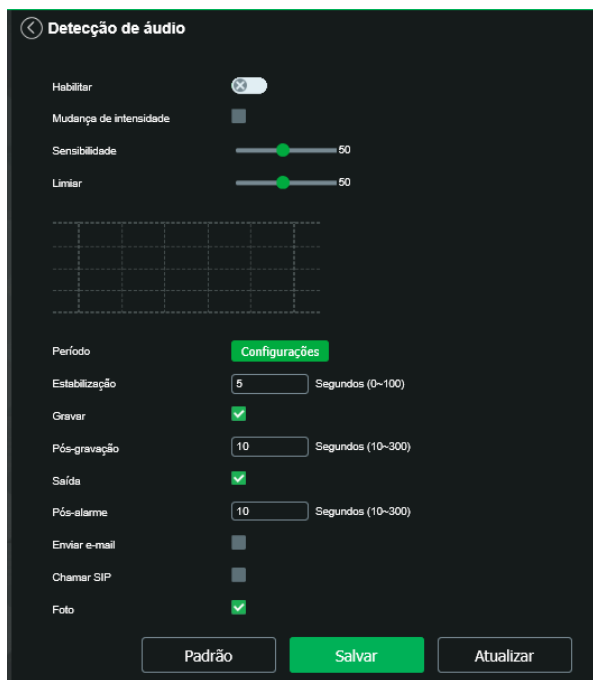 Detecção de áudio
Habilitar
Mudança de intensidade
Sensibilidade 50
Limiar 50
Período Configurações
Estabilização 5 Segundos (0~100)
Gravar
Pós-gravação 10 Segundos (10~300)
Saída
Pós-alarme 10 Segundos (10~300)
Enviar e-mail
Chamar SIP
Foto
Padrão Salvar Atualizar